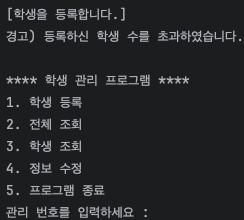 [학생을 등록합니다.]
경고) 등록하신 학생 수를 초과하였습니다.

**** 학생 관리 프로그램 ****
1. 학생 등록
2. 전체 조회
3. 학생 조회
4. 정보 수정
5. 프로그램 종료
관리 번호를 입력하세요 :